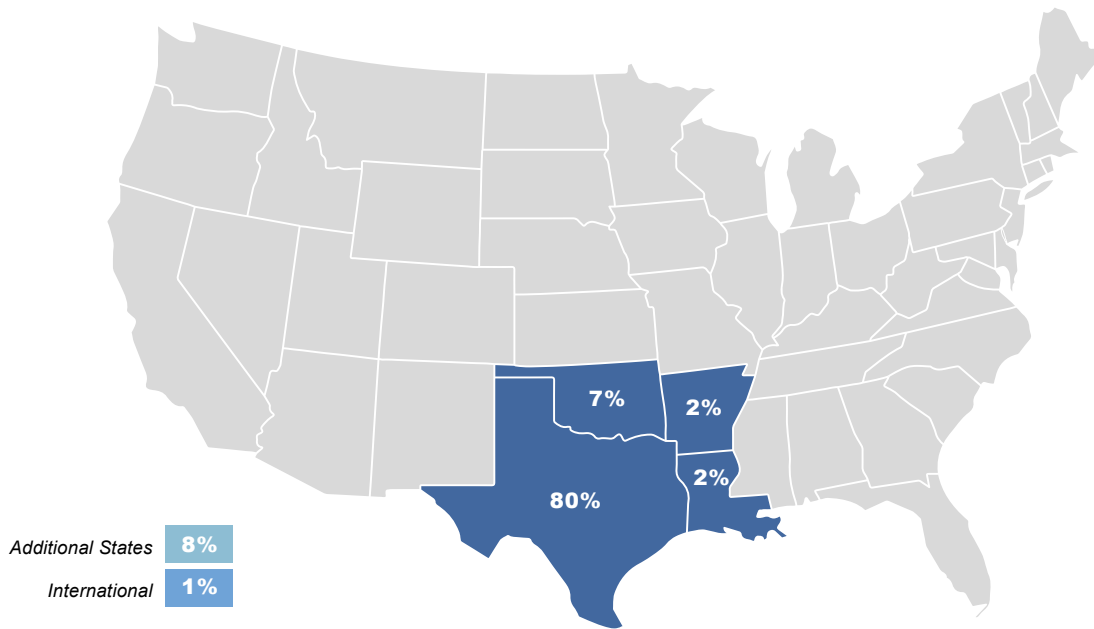 7%
2%
2%
80%
Additional States 8%
International 1%